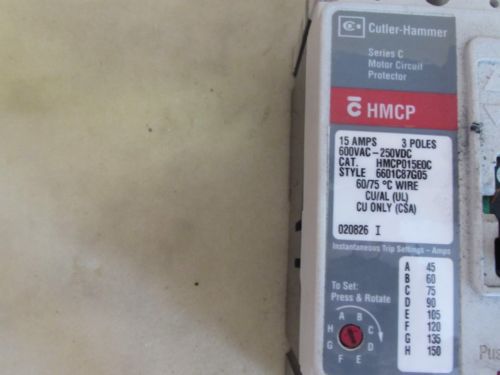 Cutler-Hammer
Series C
Motor Circuit
Protector
HMCP
15 AMPS 3 POLES
600VAC-250VDC
CAT. HMCP015E0C
STYLE 6601C87G05
60/75 °C WIRE
CU/AL (UL)
CU ONLY (CSA)
020826 I
Instantaneous Trip Settings - Amps
A 45
B 60
C 75
D 90
E 105
F 120
G 135
H 150
To Set:
Press & Rotate
A B
H C
G D
F E